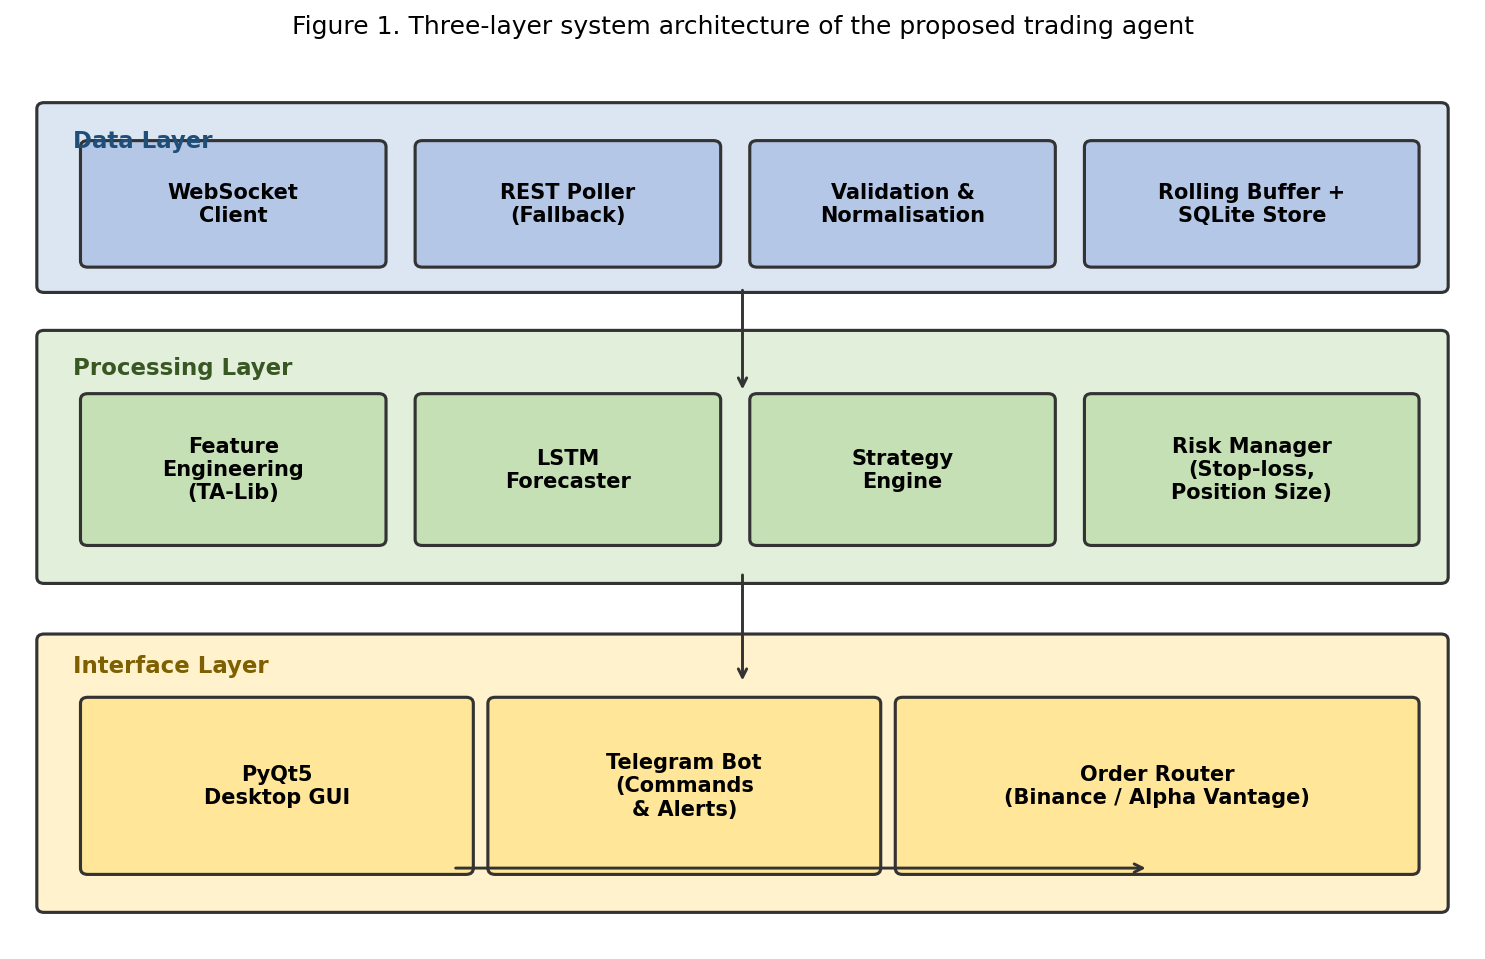 Figure 1. Three-layer system architecture of the proposed trading agent
Data Layer
WebSocket
Client
REST Poller
(Fallback)
Validation &
Normalisation
Rolling Buffer +
SQLite Store
Processing Layer
Feature
Engineering
(TA-Lib)
LSTM
Forecaster
Strategy
Engine
Risk Manager
(Stop-loss,
Position Size)
Interface Layer
PyQt5
Desktop GUI
Telegram Bot
(Commands
& Alerts)
Order Router
(Binance / Alpha Vantage)